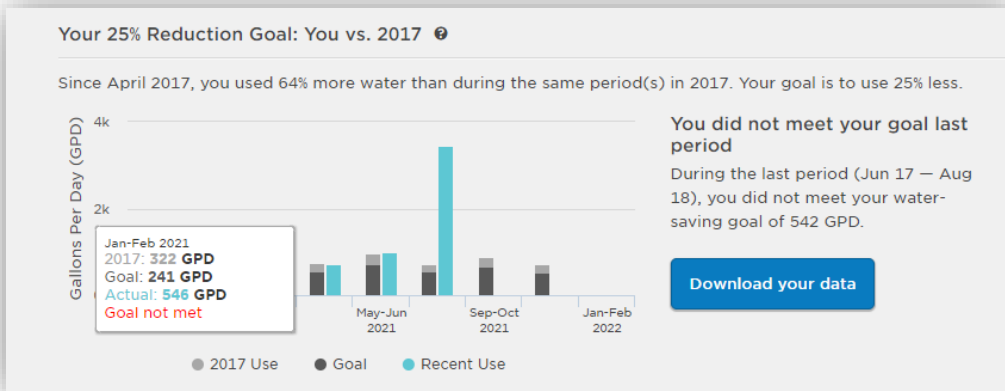 Your 25% Reduction Goal: You vs. 2017 ?
Since April 2017, you used 64% more water than during the same period(s) in 2017. Your goal is to use 25% less.
Gallons Per Day (GPD)
4k
2k
Jan-Feb 2021
2017: 322 GPD
Goal: 241 GPD
Actual: 546 GPD
Goal not met
May-Jun
2021
Sep-Oct
2021
Jan-Feb
2022
2017 Use
Goal
Recent Use
You did not meet your goal last
period
During the last period (Jun 17 — Aug
18), you did not meet your water-
saving goal of 542 GPD.
Download your data